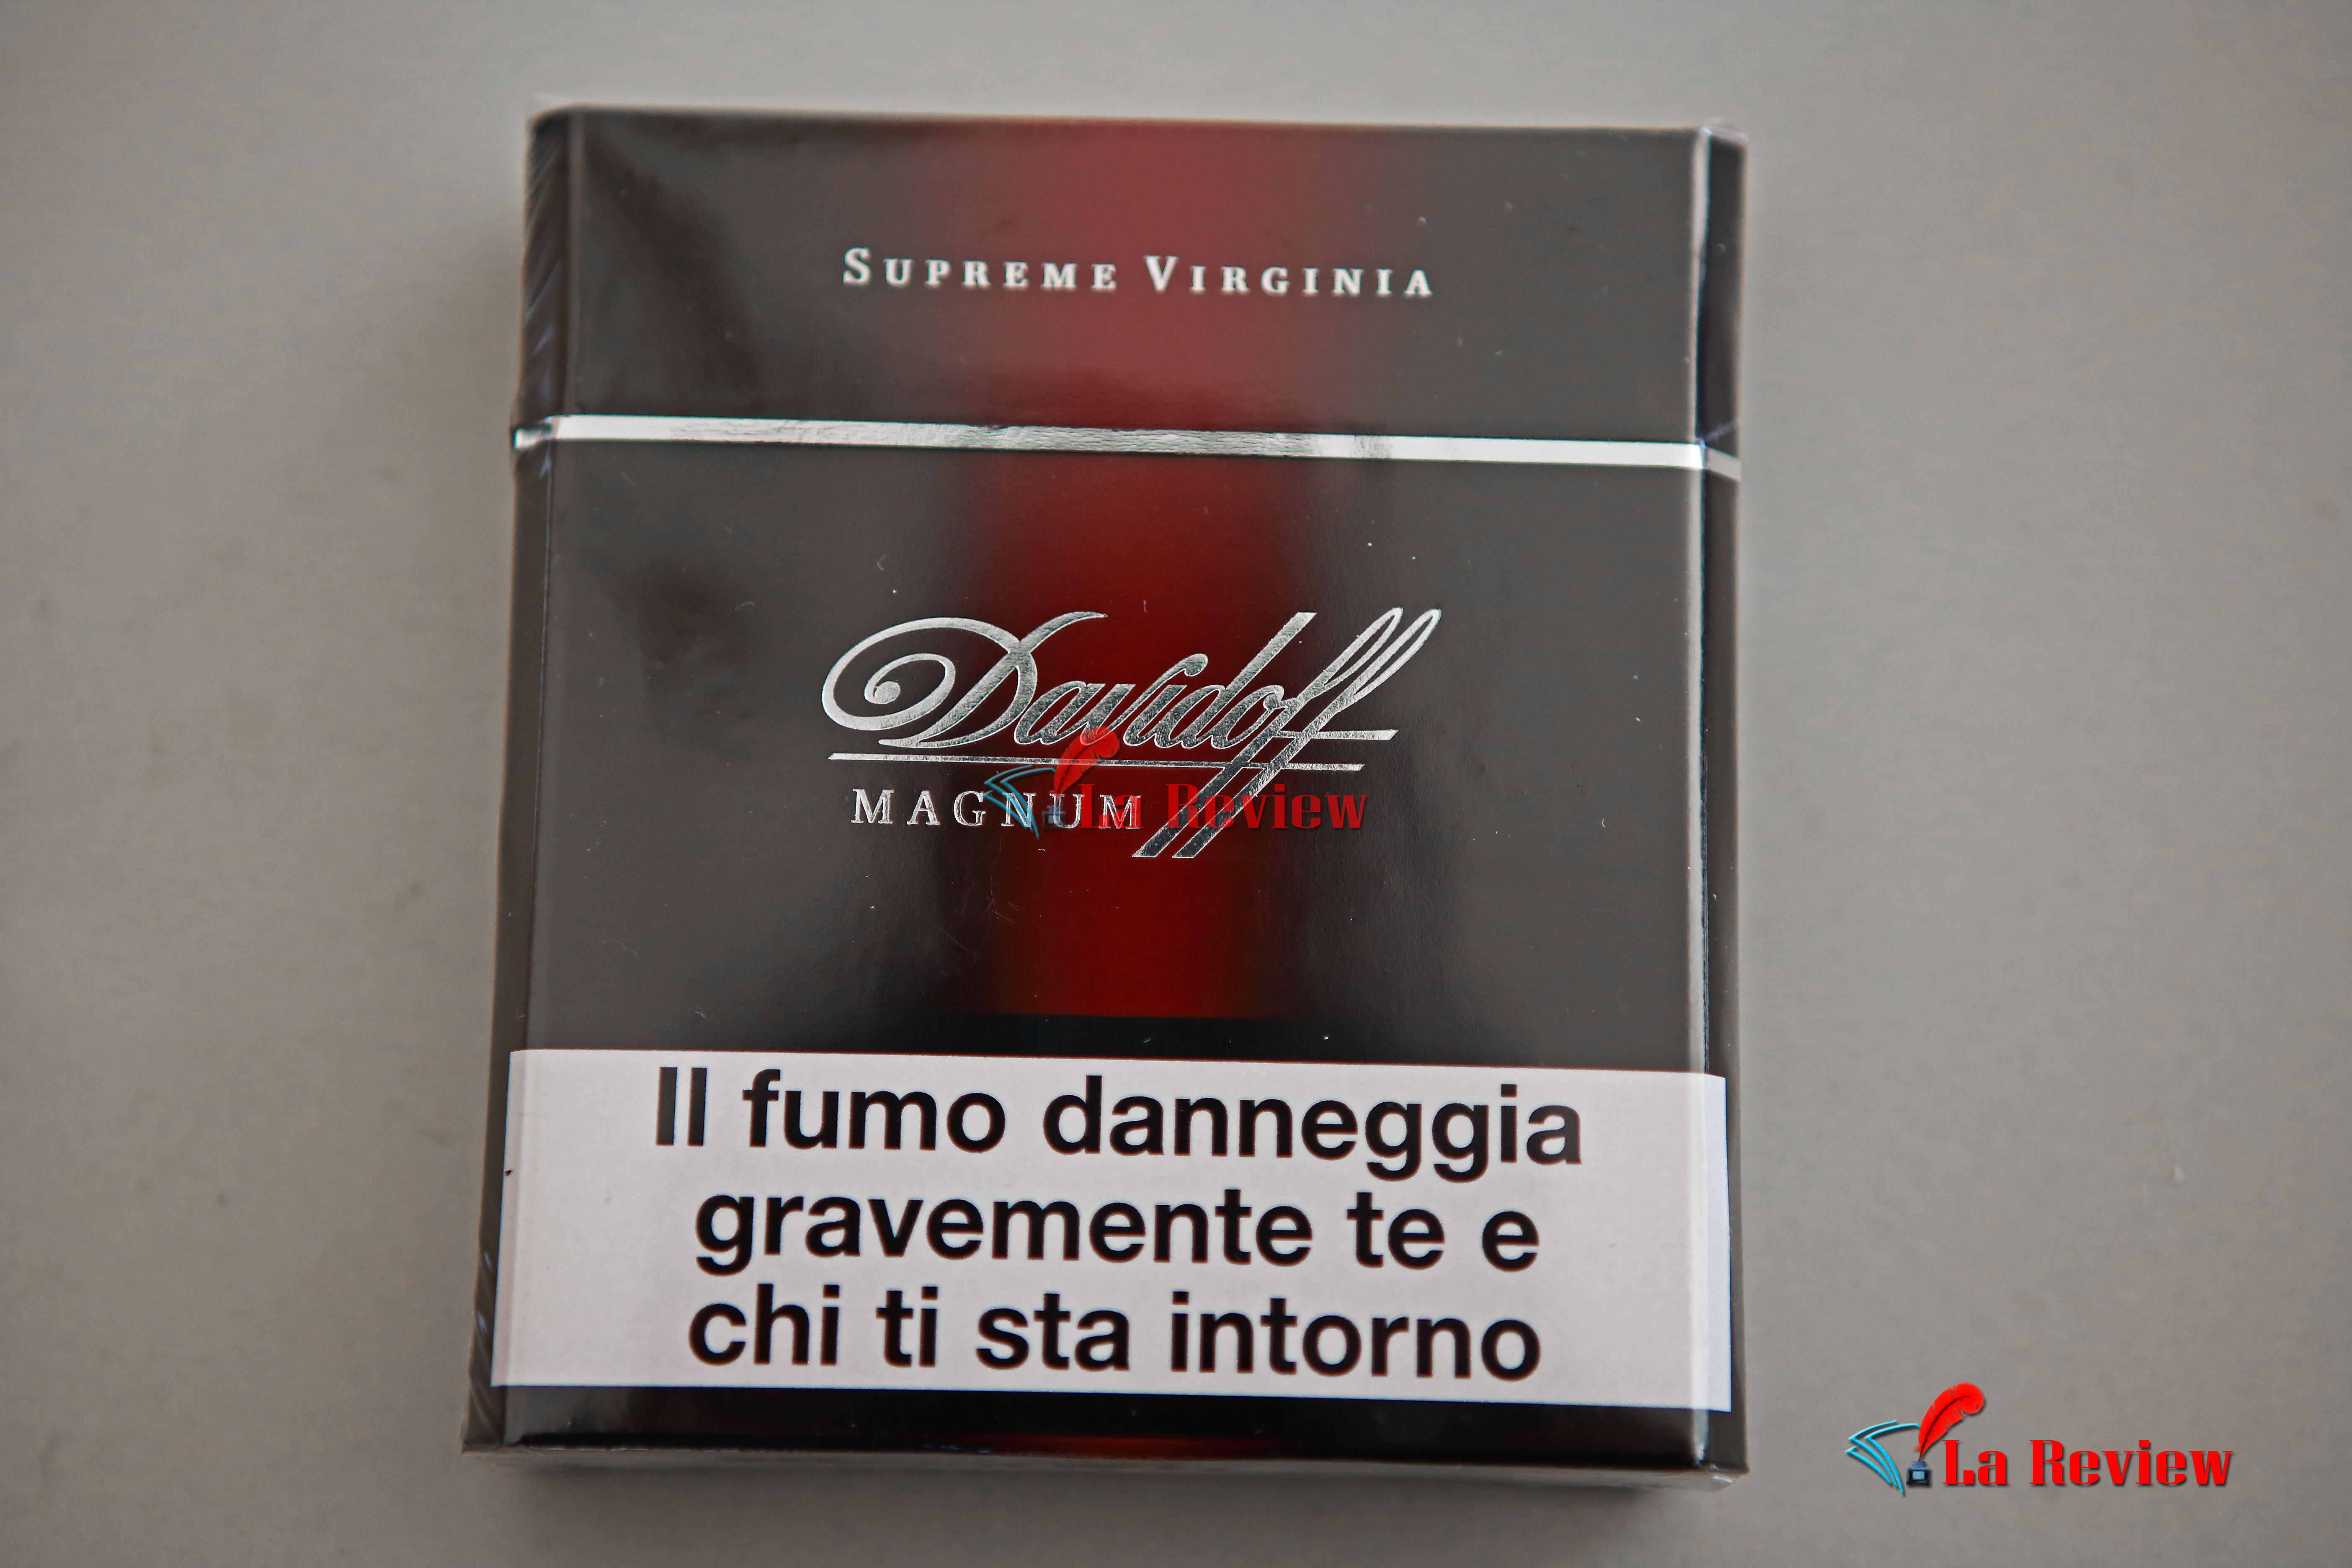 SUPREME VIRGINIA
Davidoff
MAGNUM
La Review
Il fumo danneggia
gravemente te e
chi ti sta intorno
La Review